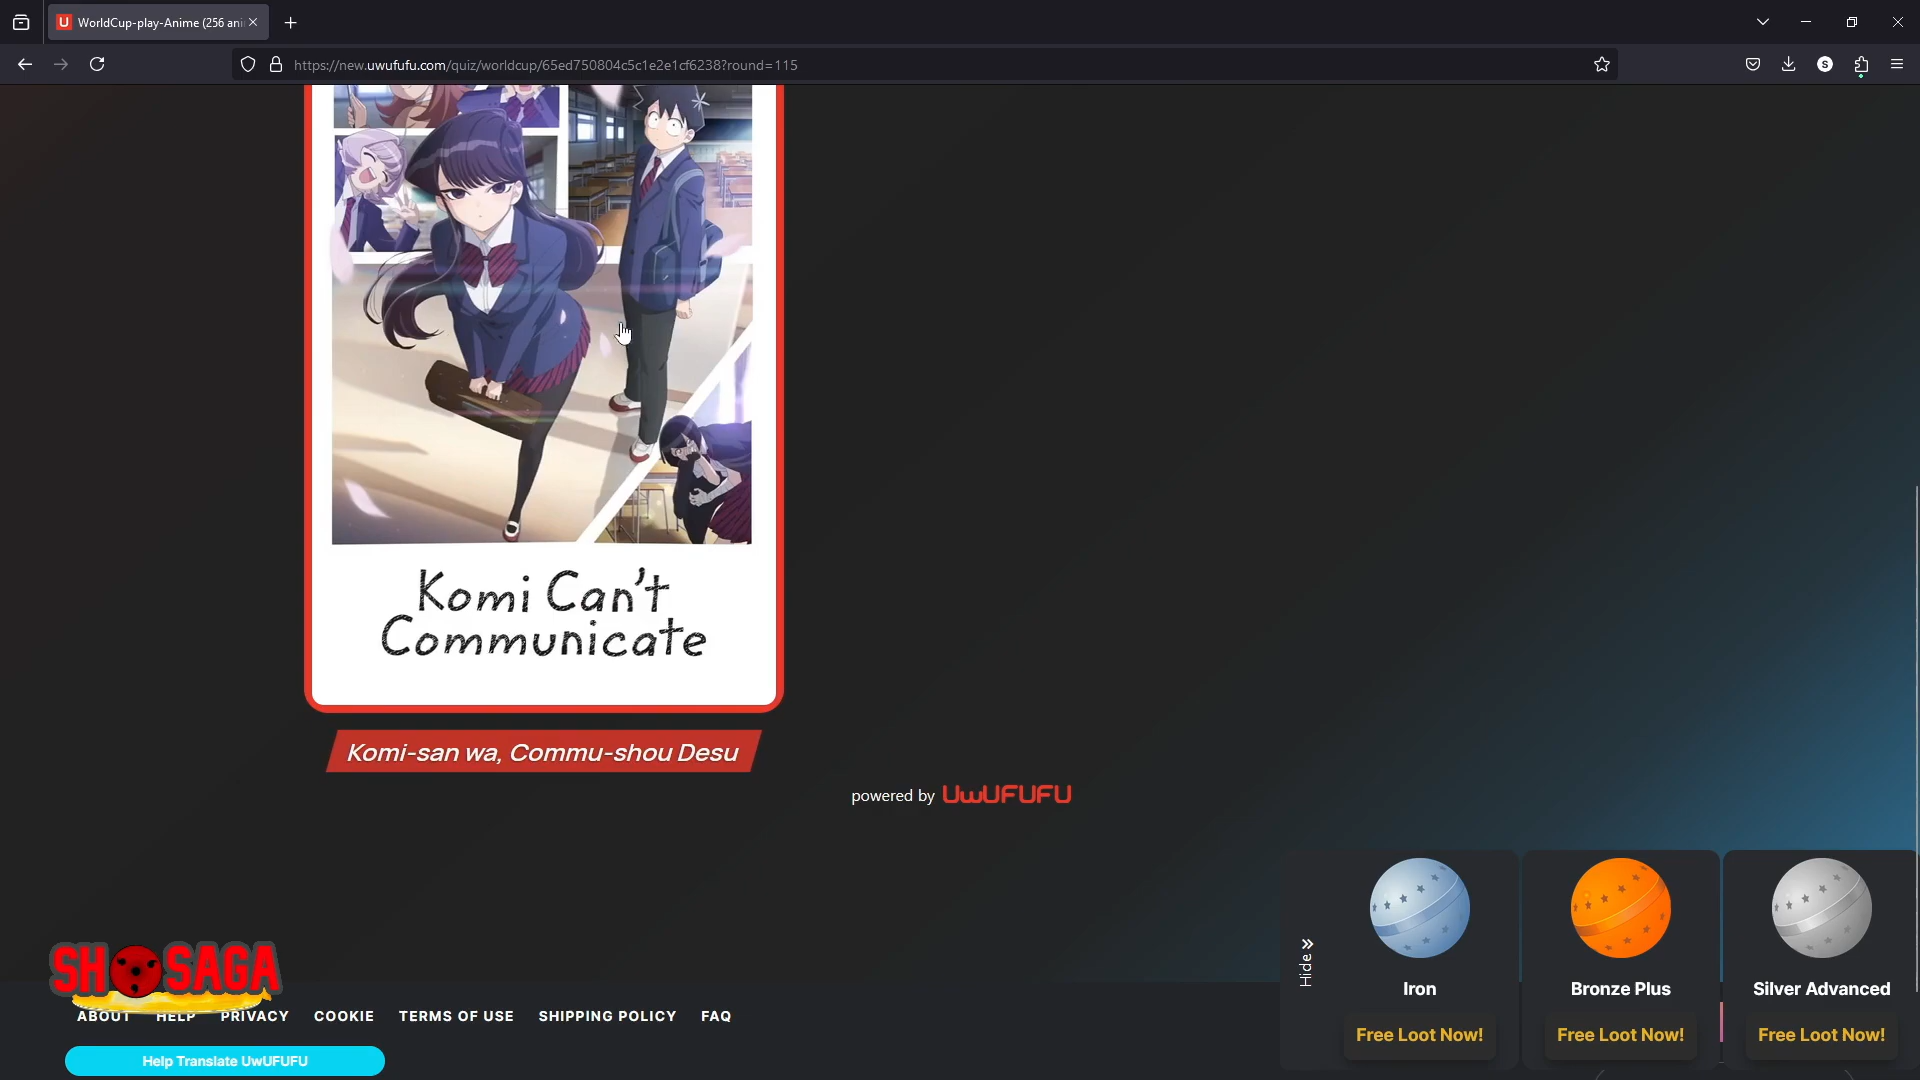 WorldCup-play-Anime (256 ani
https://new.uwufufu.com/quiz/worldcup/65ed750804c5c1e2e1cf6238?round=115
S
Komi Can't
Communicate
Komi-san wa, Commu-shou Desu
powered by UwUFUFU
Hide
Iron
Bronze Plus
Silver Advanced
Free Loot Now!
Free Loot Now!
Free Loot Now!
SHOSAGA
ABOUT
HELP
PRIVACY
COOKIE
TERMS OF USE
SHIPPING POLICY
FAQ
Help Translate UwUFUFU